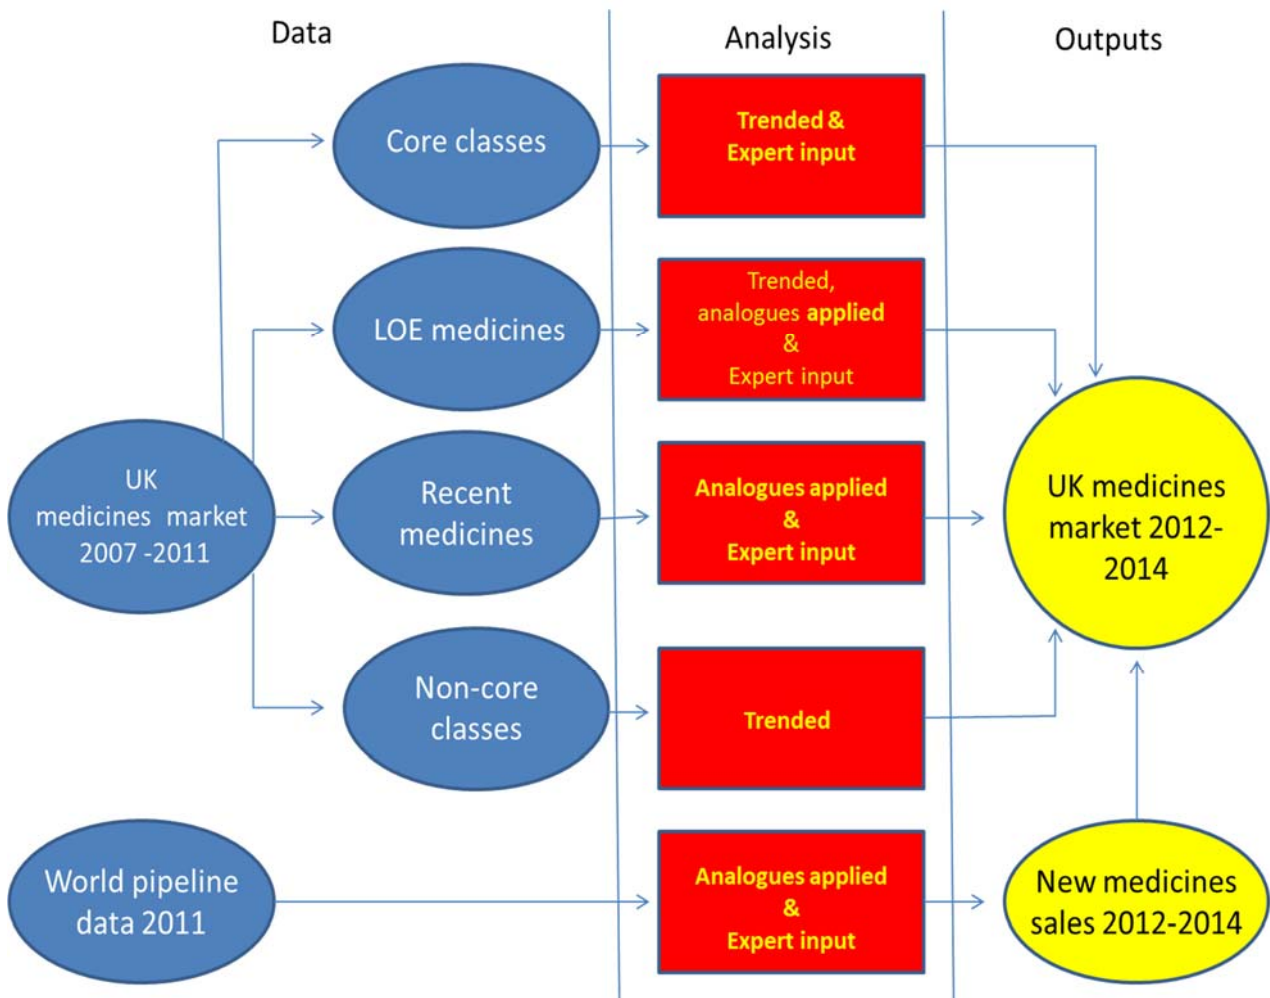 Data
Analysis
Outputs
Core classes
Trended &
Expert input
LOE medicines
Trended,
analogues applied
&
Expert input
UK
medicines market
2007 -2011
Recent
medicines
Analogues applied
&
Expert input
UK medicines
market 2012-
2014
Non-core
classes
Trended
World pipeline
data 2011
Analogues applied
&
Expert input
New medicines
sales 2012-2014